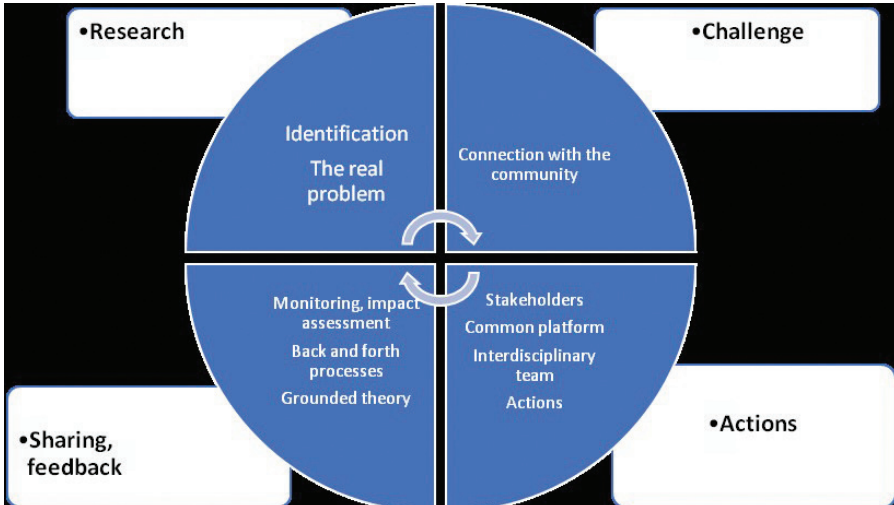 •Research
•Challenge
Identification
The real
problem
Connection with the
community
Monitoring, impact
assessment
Back and forth
processes
Grounded theory
Stakeholders
Common platform
Interdisciplinary
team
Actions
•Sharing,
feedback
•Actions